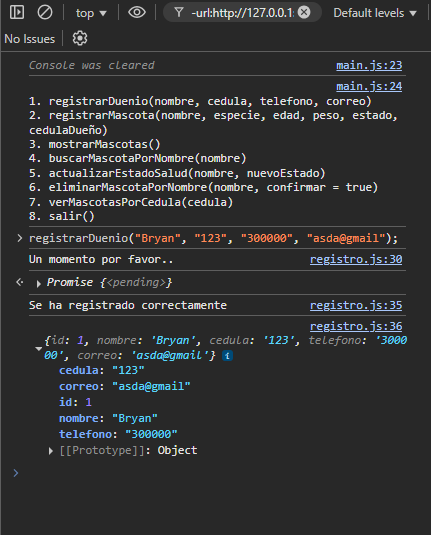 top
-url:http://127.0.0.1
Default levels
No Issues
Console was cleared main.js:23
main.js:24
1. registrarDuenio(nombre, cedula, telefono, correo)
2. registrarMascota(nombre, especie, edad, peso, estado,
cedulaDueño)
3. mostrarMascotas()
4. buscarMascotaPorNombre(nombre)
5. actualizarEstadoSalud(nombre, nuevoEstado)
6. eliminarMascotaPorNombre(nombre, confirmar = true)
7. verMascotasPorCedula(cedula)
8. salir()
registrarDuenio("Bryan", "123", "300000", "asda@gmail");
Un momento por favor.. registro.js:30
Promise {<pending>}
Se ha registrado correctamente registro.js:35
registro.js:36
{id: 1, nombre: 'Bryan', cedula: '123', telefono: '3000
00', correo: 'asda@gmail'}
cedula: "123"
correo: "asda@gmail"
id: 1
nombre: "Bryan"
telefono: "300000"
[[Prototype]]: Object